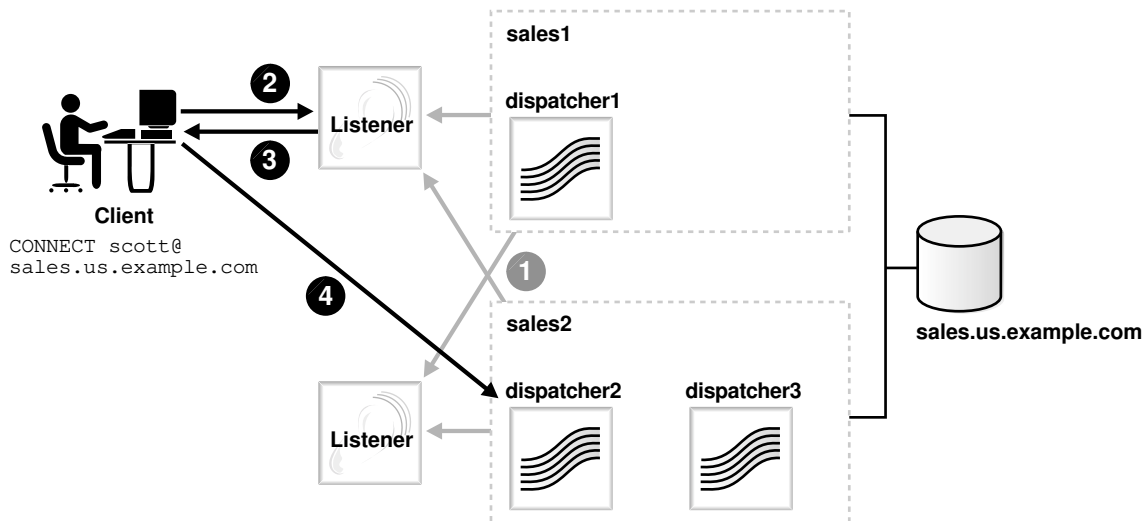 sales1
2
dispatcher1
Listener
3
Client
CONNECT scott@
sales.us.example.com
1
4
sales2
sales.us.example.com
dispatcher2
dispatcher3
Listener